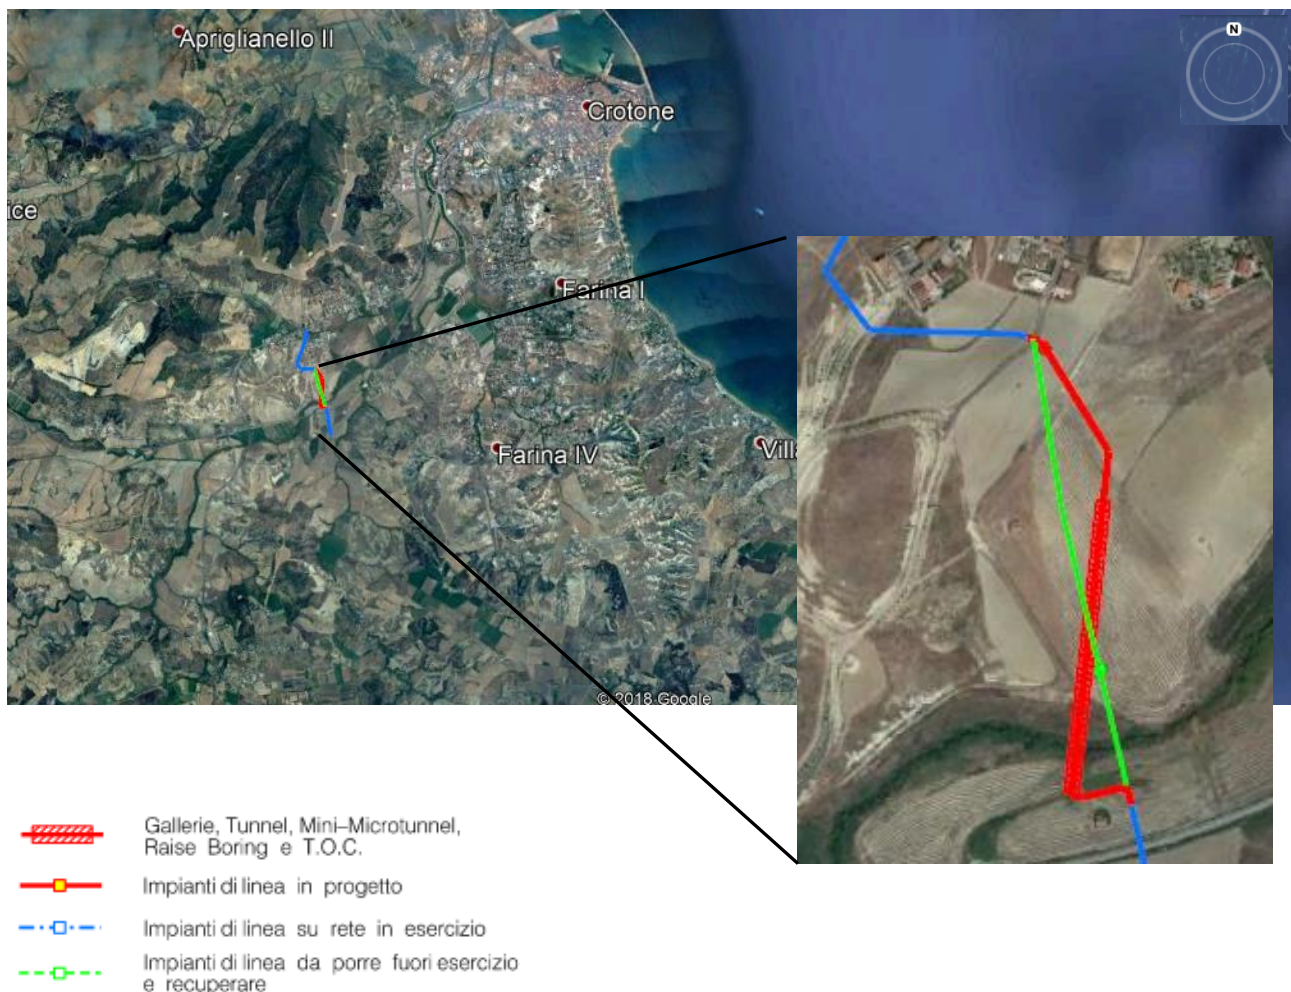 N
Apriglianello II
Crotone
ice
Farina I
Farina IV
Villa
© 2018 Google
Gallerie, Tunnel, Mini–Microtunnel,
Raise Boring e T.O.C.
Impianti di linea in progetto
Impianti di linea su rete in esercizio
Impianti di linea da porre fuori esercizio
e recuperare